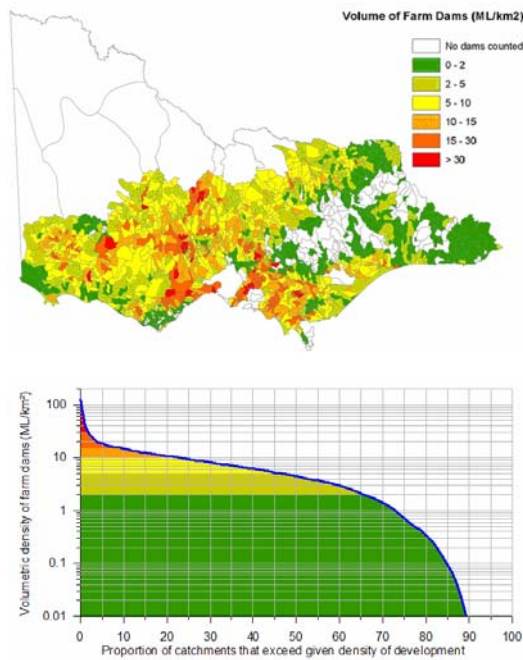 Volume of Farm Dams (ML/km2)
No dams counted
0 - 2
2 - 5
5 - 10
10 - 15
15 - 30
> 30
Volumetric density of farm dams (ML/km²)
100
10
1
0.1
0.01
0 10 20 30 40 50 60 70 80 90 100
Proportion of catchments that exceed given density of development